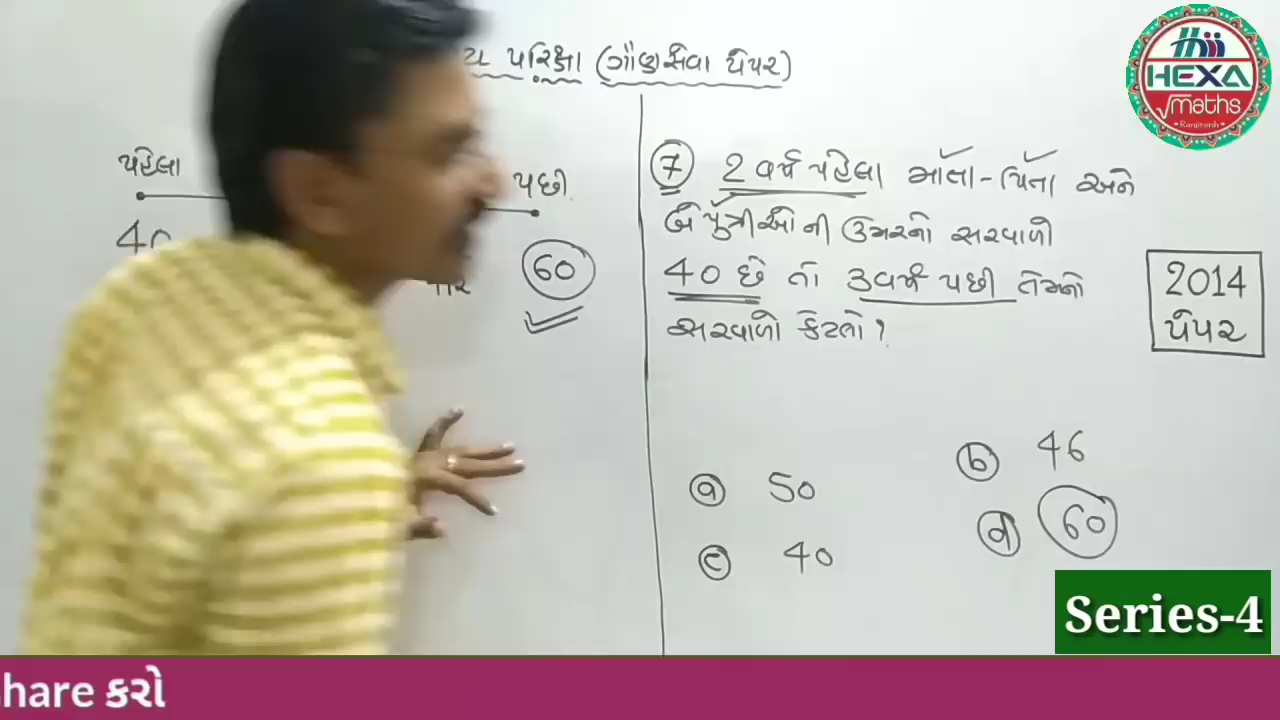 પરિક્ષા (ગૌણસેવા પેપર)
પહેલા
પછી
40
60
7 2 વર્ષ પહેલા માતા-પિતા અને
બે પુત્રીઓ ની ઉંમરનો સરવાળો
40 છે તો 3 વર્ષ પછી તેમનો
સરવાળો કેટલો ?
2014
પેપર
a 50
b 46
c 40
d 60
HEXA
√maths
Ranjitsinh
Series-4
hare કરો